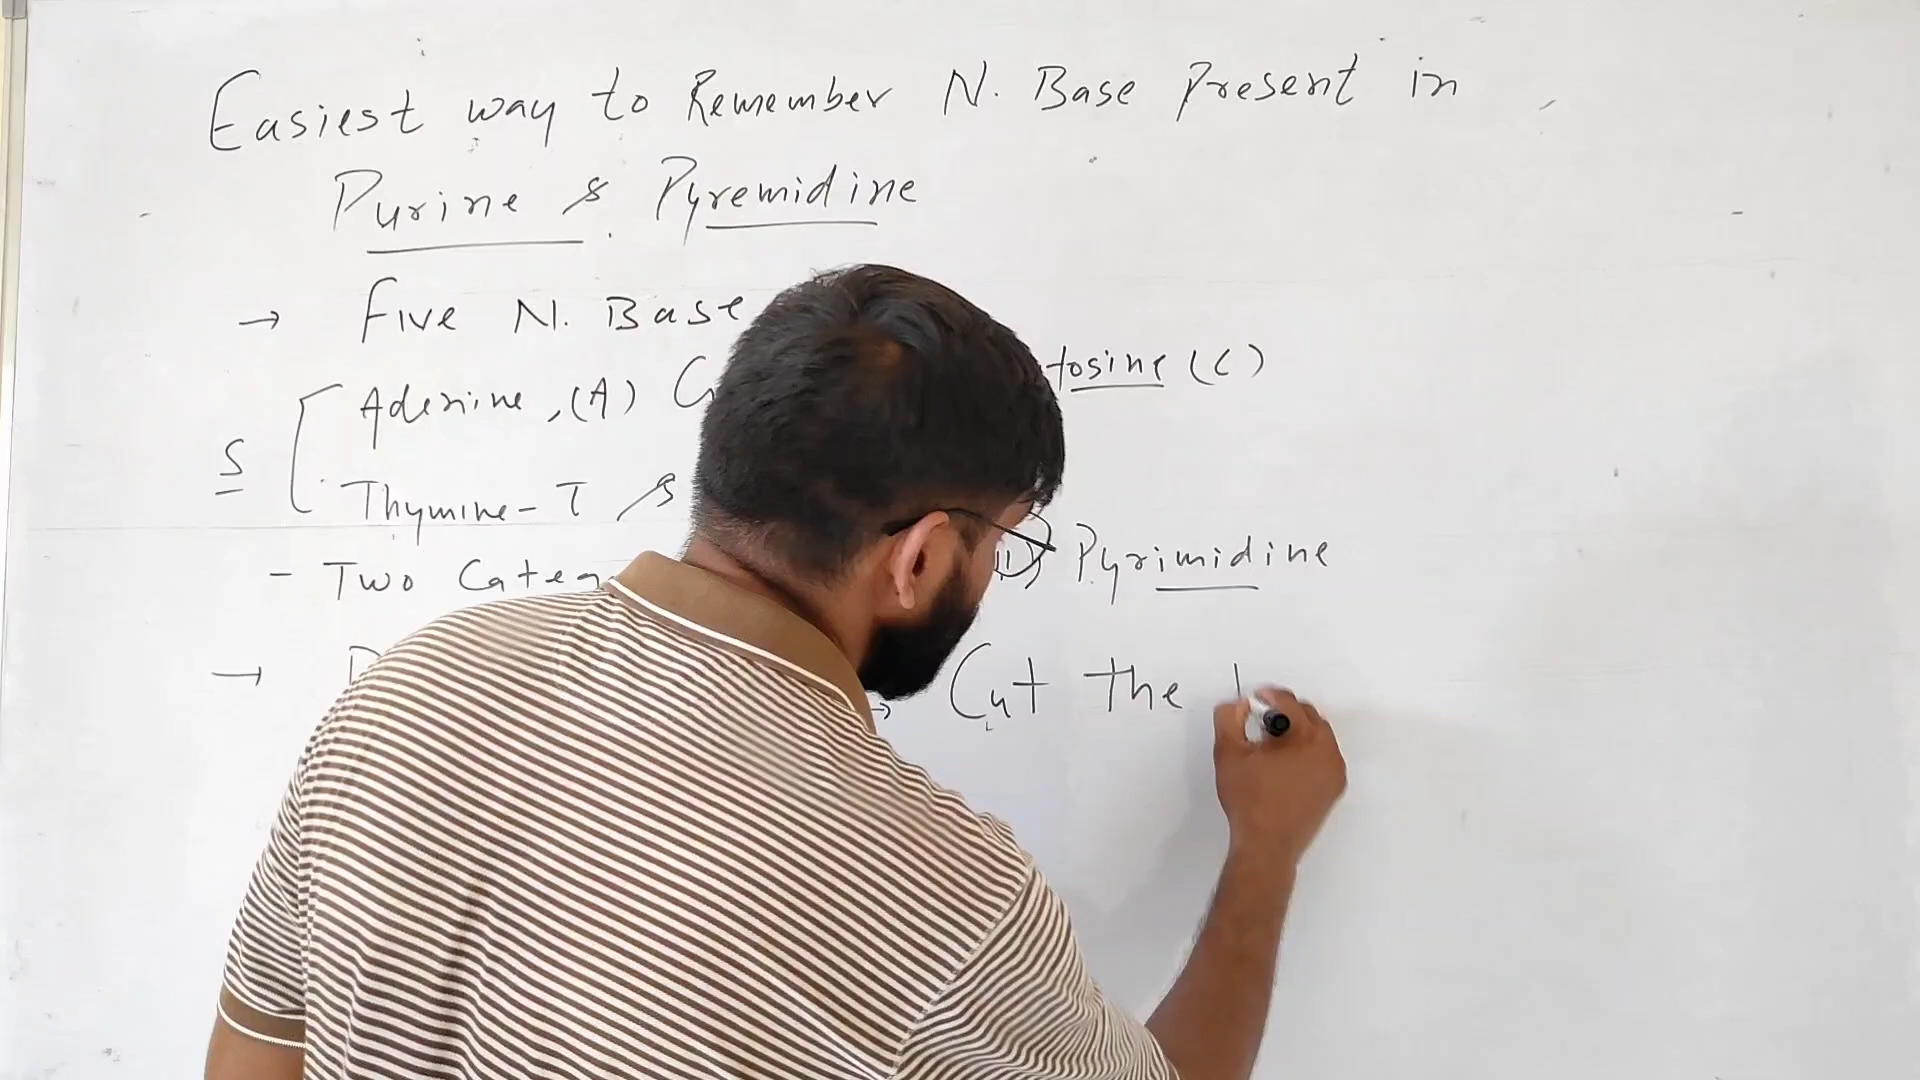 Easiest way to Remember N. Base Present in
Purine & Pyremidine
→ Five N. Base
Adenine, (A) G tosine (C)
5 [ Thymine - T &
- Two Categ (ii) Pyrimidine
→ → Cut The